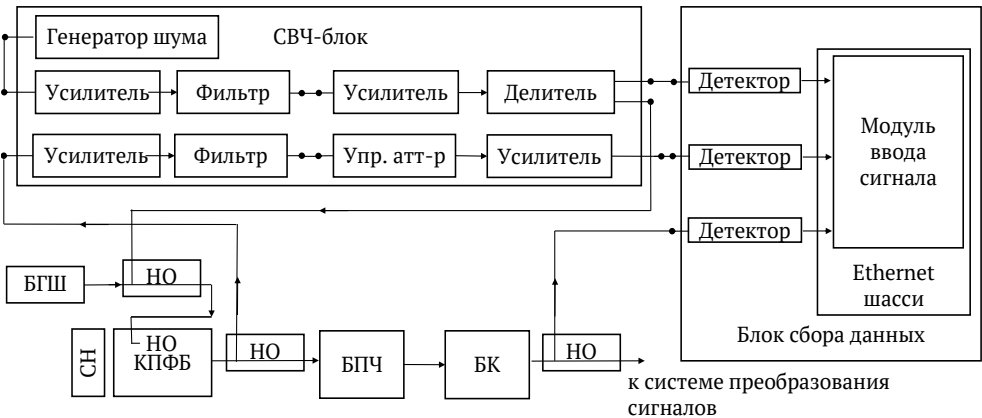 Генератор шума
СВЧ-блок
Усилитель
Фильтр
Усилитель
Делитель
Усилитель
Фильтр
Упр. атт-р
Усилитель
Детектор
Детектор
Детектор
Модуль
ввода
сигнала
Ethernet
шасси
Блок сбора данных
БГШ
НО
СН
НО
КПФБ
НО
БПЧ
БК
НО
к системе преобразования
сигналов